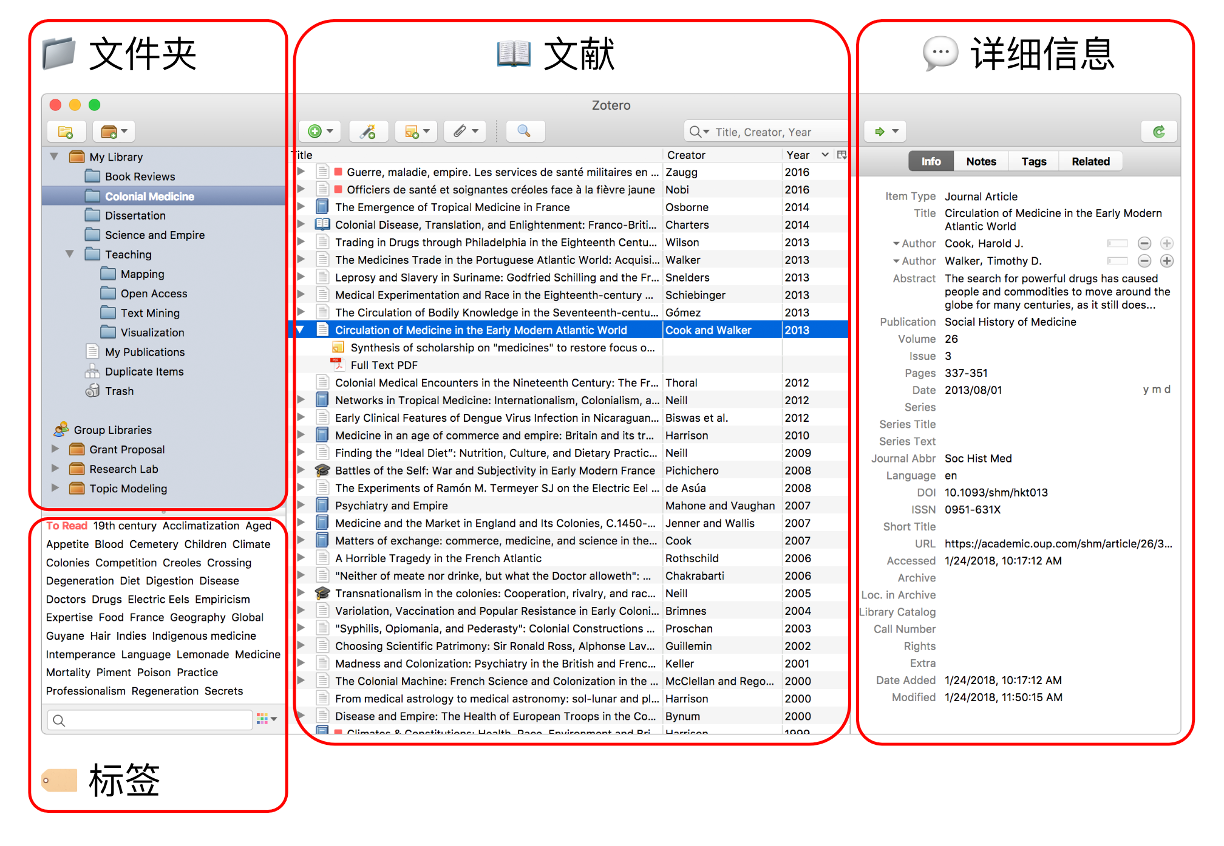 文件夹
文献
详细信息
Zotero
Title, Creator, Year
My Library
Book Reviews
Colonial Medicine
Dissertation
Science and Empire
Teaching
Mapping
Open Access
Text Mining
Visualization
My Publications
Duplicate Items
Trash
Group Libraries
Grant Proposal
Research Lab
Topic Modeling
To Read 19th century Acclimatization Aged
Appetite Blood Cemetery Children Climate
Colonies Competition Creoles Crossing
Degeneration Diet Digestion Disease
Doctors Drugs Electric Eels Empiricism
Expertise Food France Geography Global
Guyane Hair Indies Indigenous medicine
Intemperance Language Lemonade Medicine
Mortality Piment Poison Practice
Professionalism Regeneration Secrets
标签
Title Creator Year
Guerre, maladie, empire. Les services de santé militaires en ... Zaugg 2016
Officiers de santé et soignantes créoles face à la fièvre jaune Nobi 2016
The Emergence of Tropical Medicine in France Osborne 2014
Colonial Disease, Translation, and Enlightenment: Franco-Briti... Charters 2014
Trading in Drugs through Philadelphia in the Eighteenth Centu... Wilson 2013
The Medicines Trade in the Portuguese Atlantic World: Acquisi... Walker 2013
Leprosy and Slavery in Suriname: Godfried Schilling and the Fr... Snelders 2013
Medical Experimentation and Race in the Eighteenth-century ... Schiebinger 2013
The Circulation of Bodily Knowledge in the Seventeenth-centu... Gómez 2013
Circulation of Medicine in the Early Modern Atlantic World Cook and Walker 2013
Synthesis of scholarship on "medicines" to restore focus o...
Full Text PDF
Colonial Medical Encounters in the Nineteenth Century: The Fr... Thoral 2012
Networks in Tropical Medicine: Internationalism, Colonialism, a... Neill 2012
Early Clinical Features of Dengue Virus Infection in Nicaraguan... Biswas et al. 2012
Medicine in an age of commerce and empire: Britain and its tr... Harrison 2010
Finding the "Ideal Diet": Nutrition, Culture, and Dietary Practic... Neill 2009
Battles of the Self: War and Subjectivity in Early Modern France Pichichero 2008
The Experiments of Ramón M. Termeyer SJ on the Electric Eel ... de Asúa 2008
Psychiatry and Empire Mahone and Vaughan 2007
Medicine and the Market in England and Its Colonies, C.1450-... Jenner and Wallis 2007
Matters of exchange: commerce, medicine, and science in the... Cook 2007
A Horrible Tragedy in the French Atlantic Rothschild 2006
"Neither of meate nor drinke, but what the Doctor alloweth": ... Chakrabarti 2006
Transnationalism in the colonies: Cooperation, rivalry, and rac... Neill 2005
Variolation, Vaccination and Popular Resistance in Early Coloni... Brimnes 2004
"Syphilis, Opiomania, and Pederasty": Colonial Constructions ... Proschan 2003
Choosing Scientific Patrimony: Sir Ronald Ross, Alphonse Lav... Guillemin 2002
Madness and Colonization: Psychiatry in the British and Frenc... Keller 2001
The Colonial Machine: French Science and Colonization in the ... McClellan and Rego... 2000
From medical astrology to medical astronomy: sol-lunar and pl... Harrison 2000
Disease and Empire: The Health of European Troops in the Co... Bynum 2000
Climates & Constitutions: Health, Race, Environment and Bri... Harrison 1999
Info Notes Tags Related
Item Type Journal Article
Title Circulation of Medicine in the Early Modern
Atlantic World
Author Cook, Harold J.
Author Walker, Timothy D.
Abstract The search for powerful drugs has caused
people and commodities to move around the
globe for many centuries, as it still does...
Publication Social History of Medicine
Volume 26
Issue 3
Pages 337-351
Date 2013/08/01 y m d
Series
Series Title
Series Text
Journal Abbr Soc Hist Med
Language en
DOI 10.1093/shm/hkt013
ISSN 0951-631X
Short Title
URL https://academic.oup.com/shm/article/26/3...
Accessed 1/24/2018, 10:17:12 AM
Archive
Loc. in Archive
Library Catalog
Call Number
Rights
Extra
Date Added 1/24/2018, 10:17:12 AM
Modified 1/24/2018, 11:50:15 AM